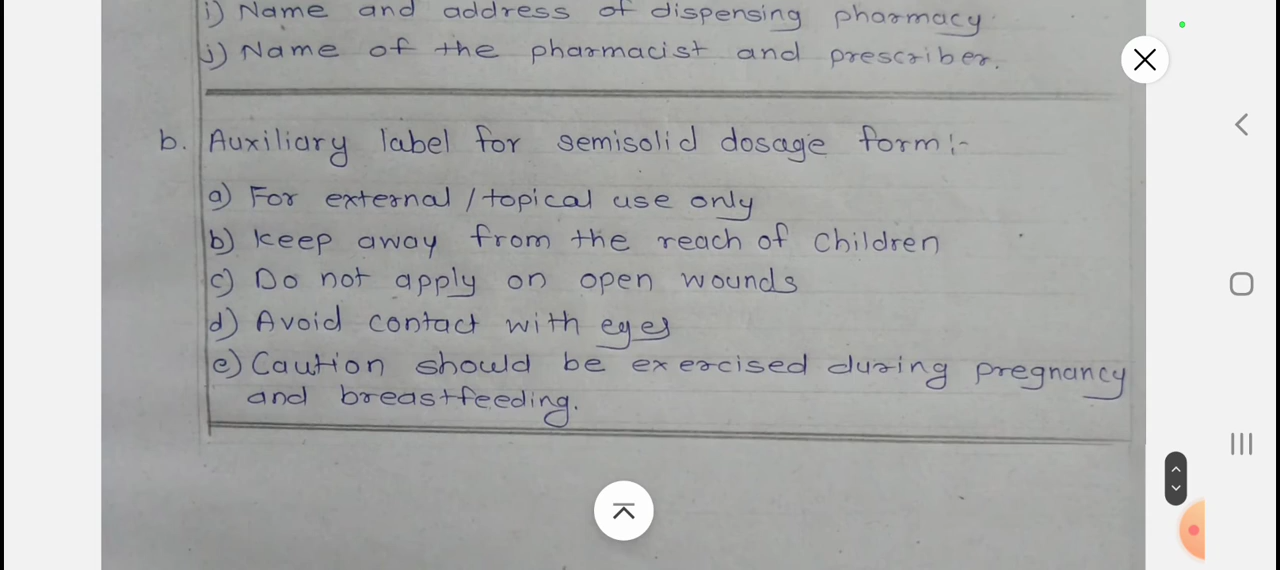 i) Name and address of dispensing pharmacy.
j) Name of the pharmacist and prescriber.
b. Auxiliary label for semisolid dosage form:-
a) For external / topical use only
b) Keep away from the reach of children
c) Do not apply on open wounds
d) Avoid contact with eyes
e) Caution should be exercised during pregnancy
and breastfeeding.